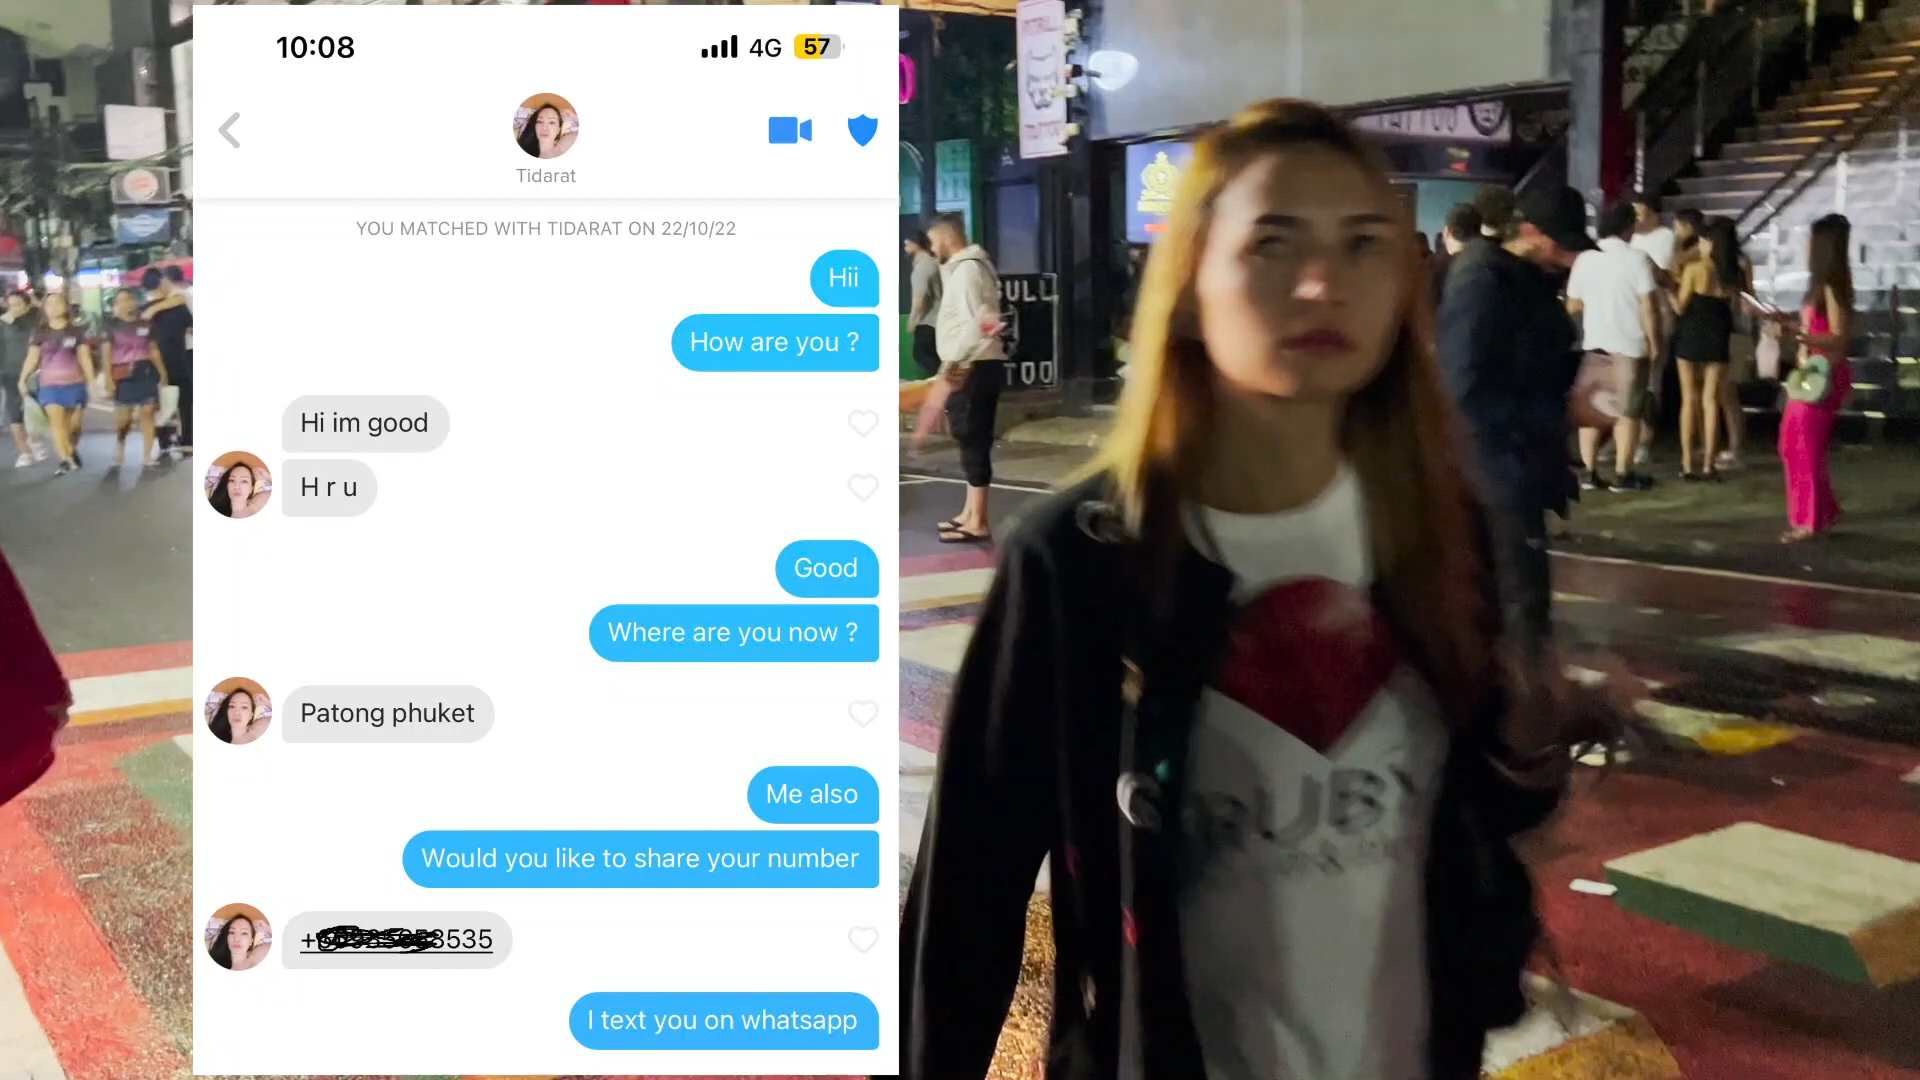 10:08
4G
57
Tidarat
YOU MATCHED WITH TIDARAT ON 22/10/22
Hii
How are you ?
Hi im good
H r u
Good
Where are you now ?
Patong phuket
Me also
Would you like to share your number
I text you on whatsapp
TATTOO
RUBY